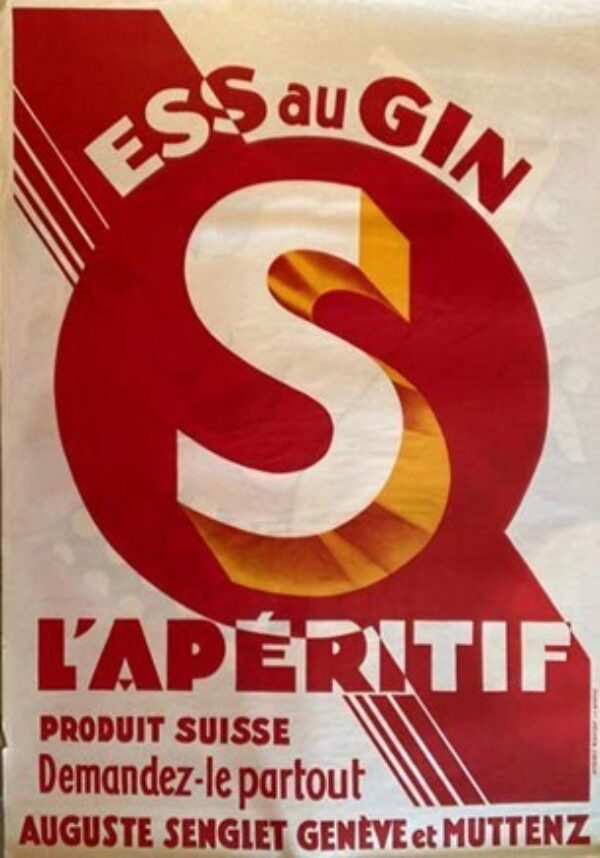 ESS au GIN
S
L'APÉRITIF
PRODUIT SUISSE
Demandez-le partout
AUGUSTE SENGLET GENÈVE et MUTTENZ